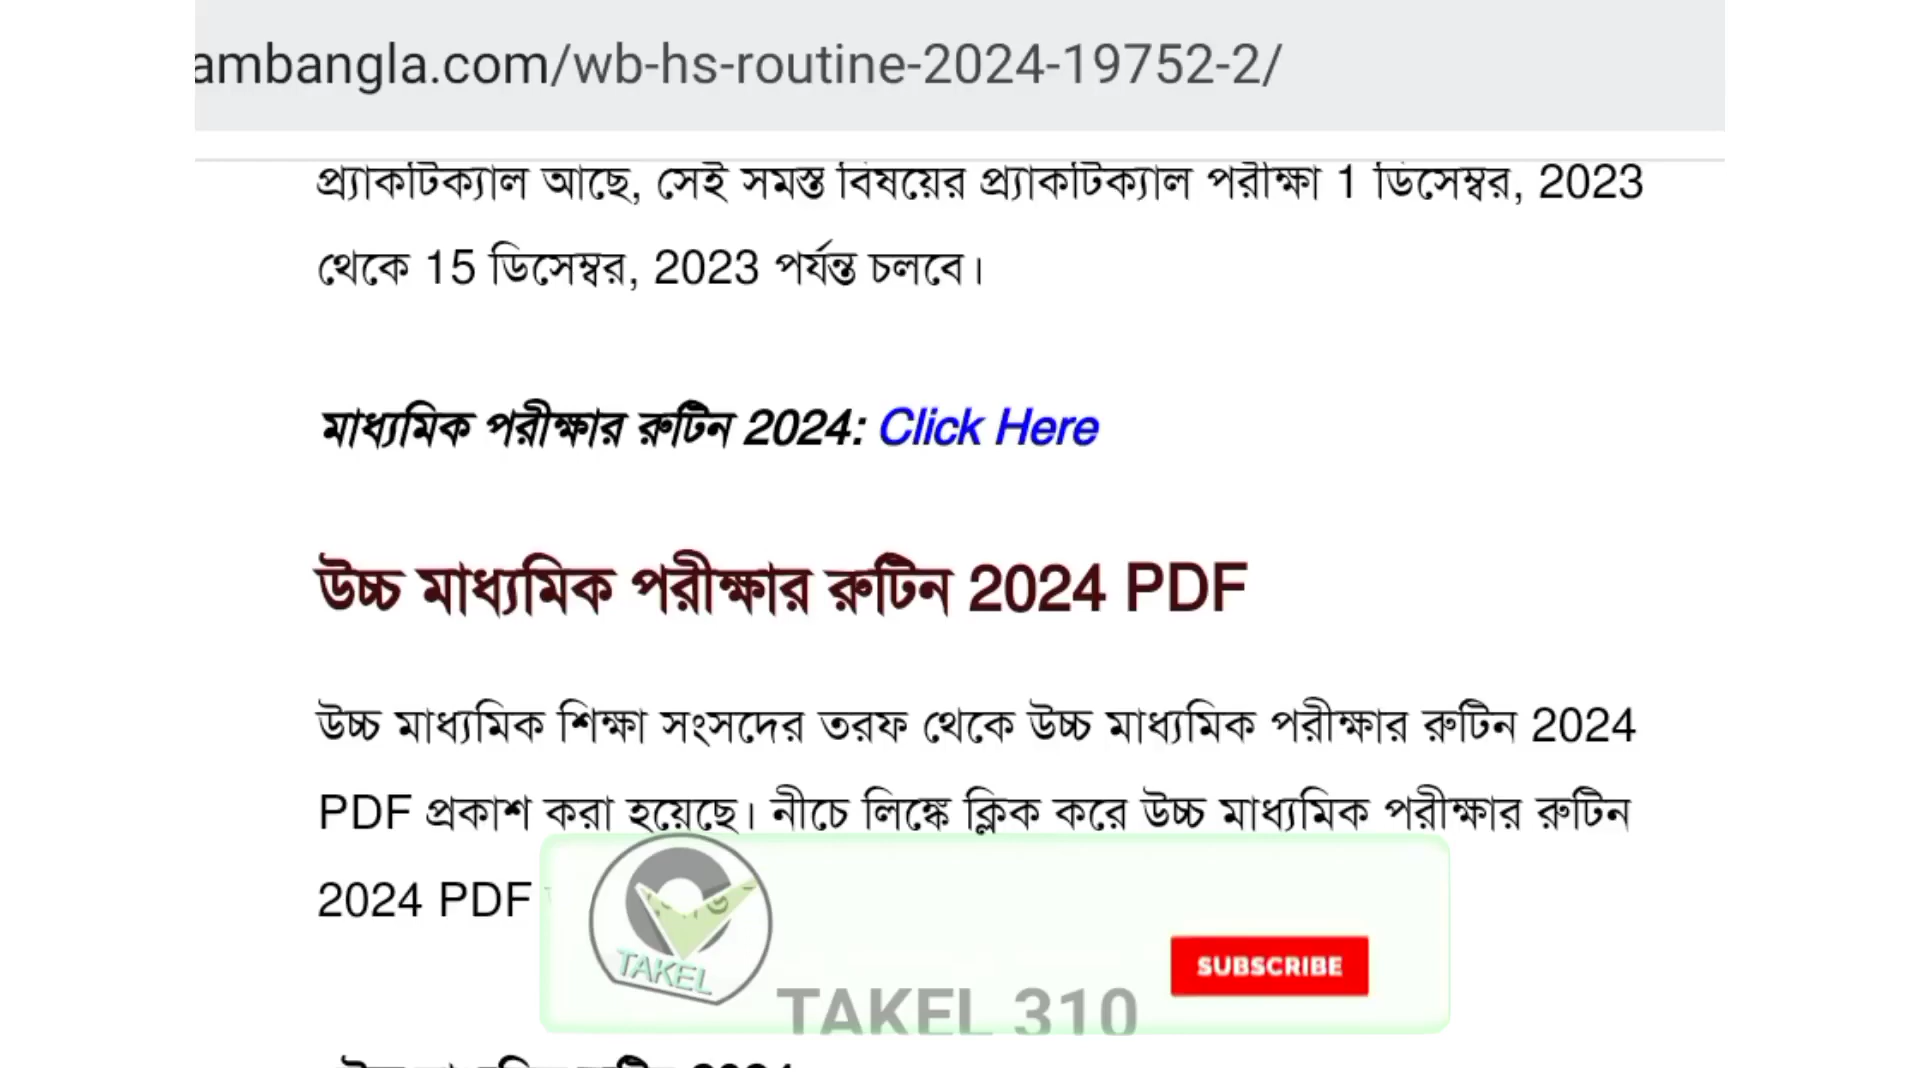 ambangla.com/wb-hs-routine-2024-19752-2/
প্র্যাকটিক্যাল আছে, সেই সমস্ত বিষয়ের প্র্যাকটিক্যাল পরীক্ষা 1 ডিসেম্বর, 2023
থেকে 15 ডিসেম্বর, 2023 পর্যন্ত চলবে।
মাধ্যমিক পরীক্ষার রুটিন 2024: Click Here
উচ্চ মাধ্যমিক পরীক্ষার রুটিন 2024 PDF
উচ্চ মাধ্যমিক শিক্ষা সংসদের তরফ থেকে উচ্চ মাধ্যমিক পরীক্ষার রুটিন 2024
PDF প্রকাশ করা হয়েছে। নীচে লিঙ্কে ক্লিক করে উচ্চ মাধ্যমিক পরীক্ষার রুটিন
2024 PDF
TAKEL
SUBSCRIBE
TAKEL 310